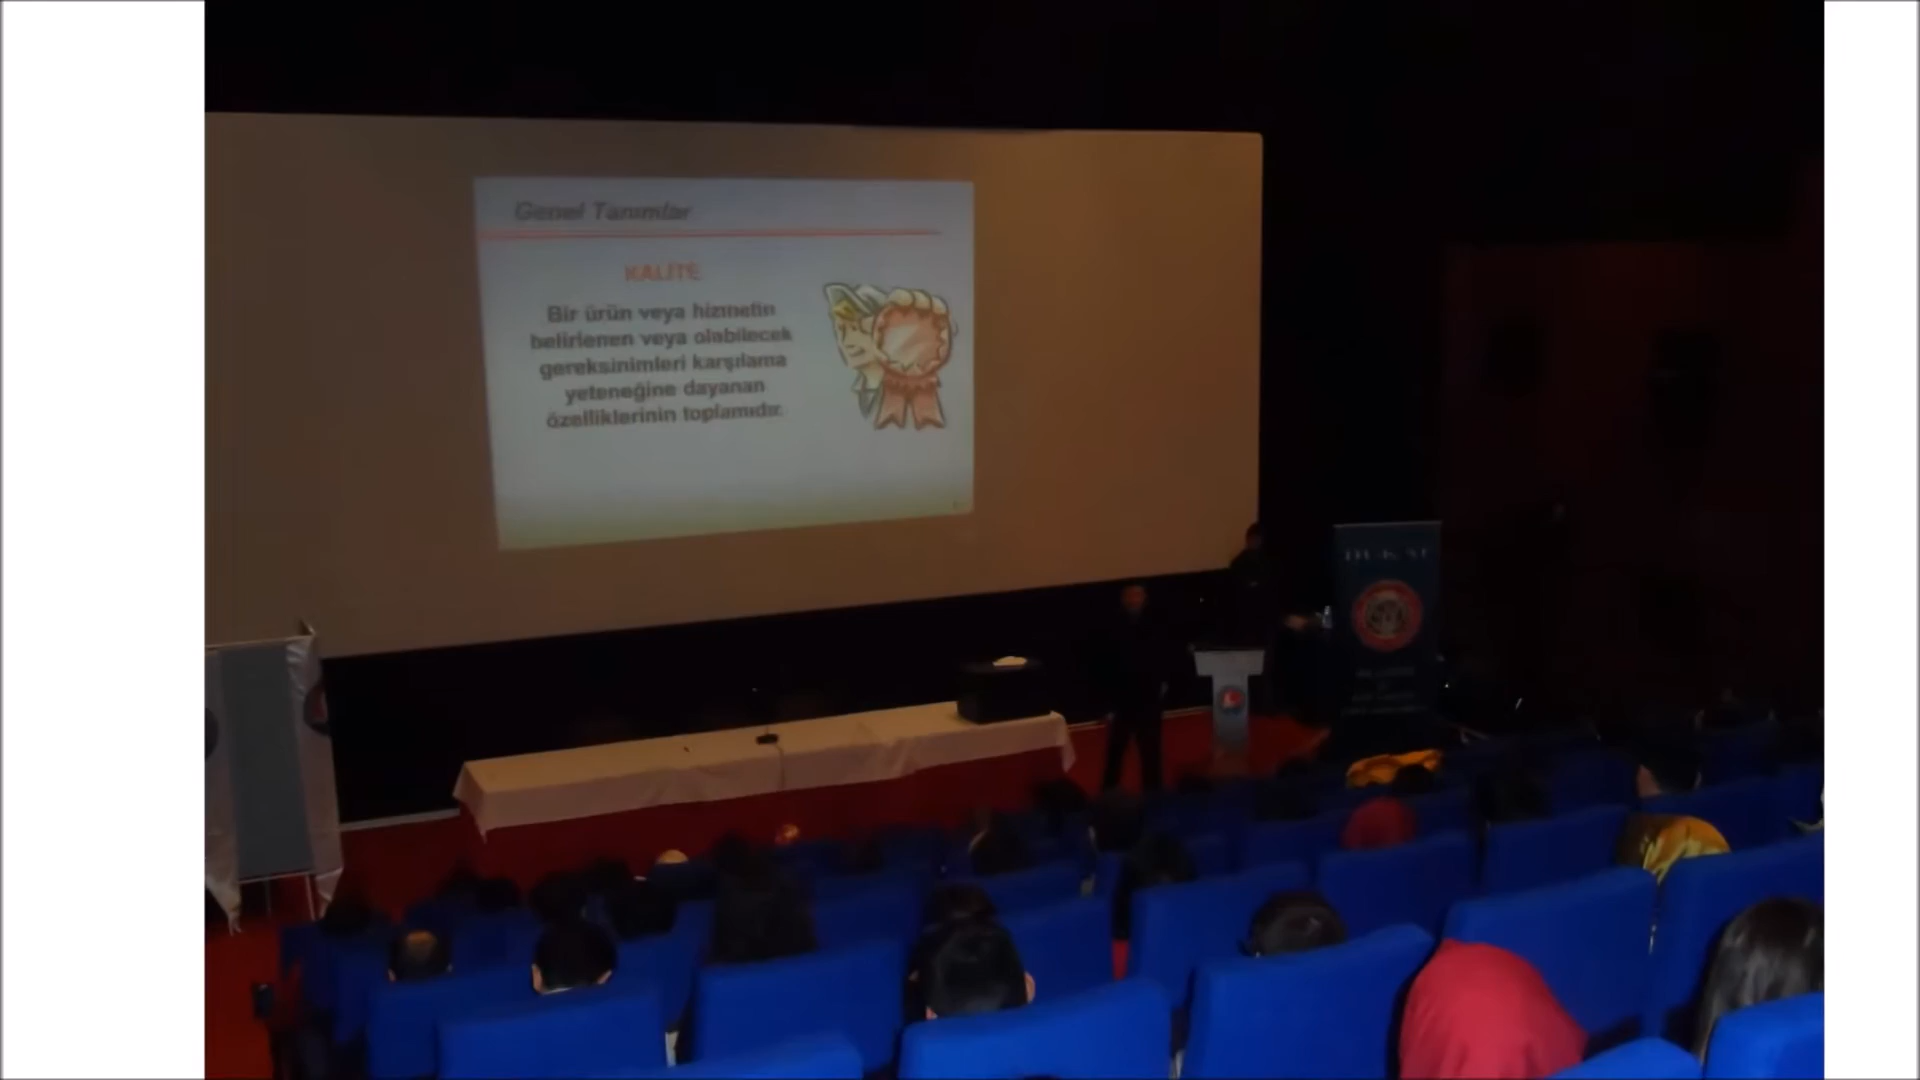 Genel Tanımlar
KALİTE
Bir ürün veya hizmetin
belirlenen veya olabilecek
gereksinimleri karşılama
yeteneğine dayanan
özelliklerinin toplamıdır.